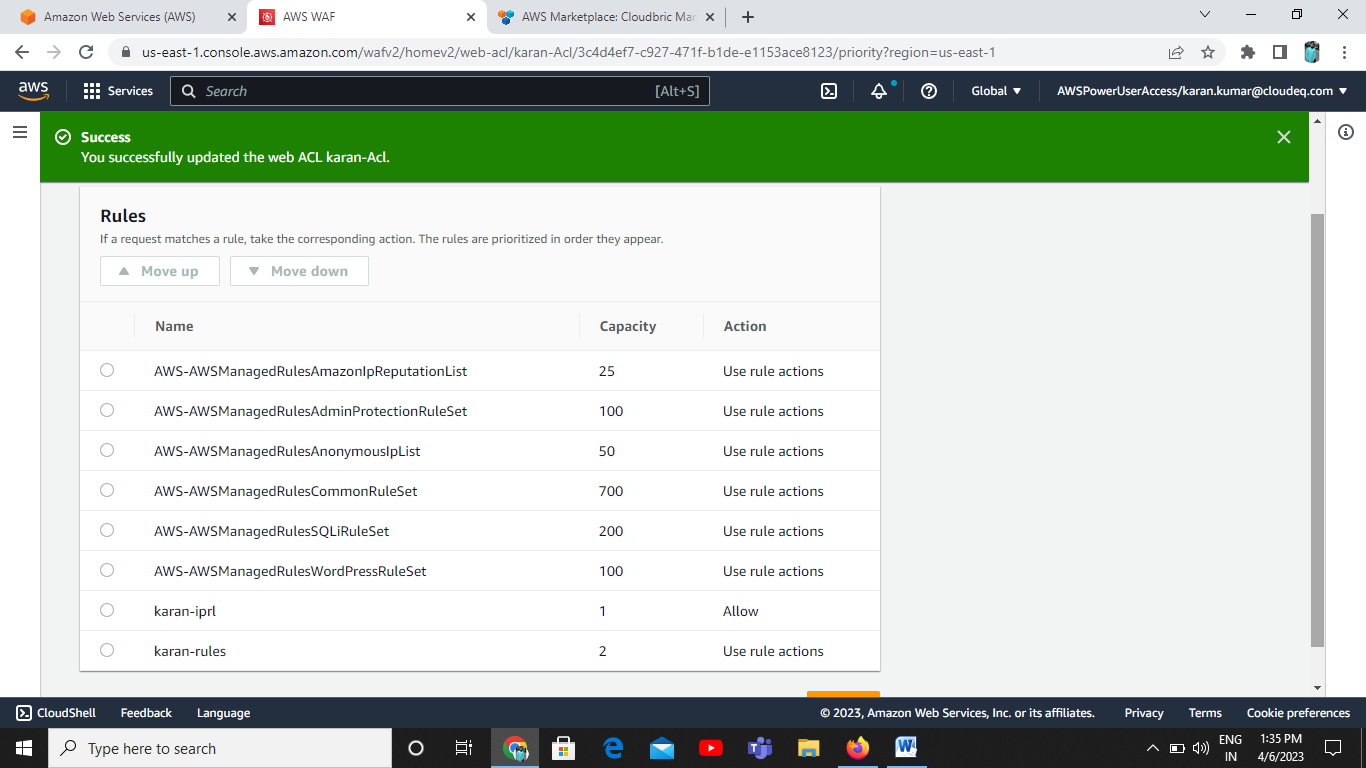 Amazon Web Services (AWS)
AWS WAF
AWS Marketplace: Cloudbric Mar
us-east-1.console.aws.amazon.com/wafv2/homev2/web-acl/karan-Acl/3c4d4ef7-c927-471f-b1de-e1153ace8123/priority?region=us-east-1
aws
Services
Search
[Alt+S]
Global
AWSPowerUserAccess/karan.kumar@cloudeq.com
Success
You successfully updated the web ACL karan-Acl.
Rules
If a request matches a rule, take the corresponding action. The rules are prioritized in order they appear.
Move up
Move down
Name Capacity Action
AWS-AWSManagedRulesAmazonIpReputationList 25 Use rule actions
AWS-AWSManagedRulesAdminProtectionRuleSet 100 Use rule actions
AWS-AWSManagedRulesAnonymousIpList 50 Use rule actions
AWS-AWSManagedRulesCommonRuleSet 700 Use rule actions
AWS-AWSManagedRulesSQLiRuleSet 200 Use rule actions
AWS-AWSManagedRulesWordPressRuleSet 100 Use rule actions
karan-iprl 1 Allow
karan-rules 2 Use rule actions
CloudShell
Feedback
Language
© 2023, Amazon Web Services, Inc. or its affiliates.
Privacy
Terms
Cookie preferences
Type here to search
ENG
IN
1:35 PM
4/6/2023